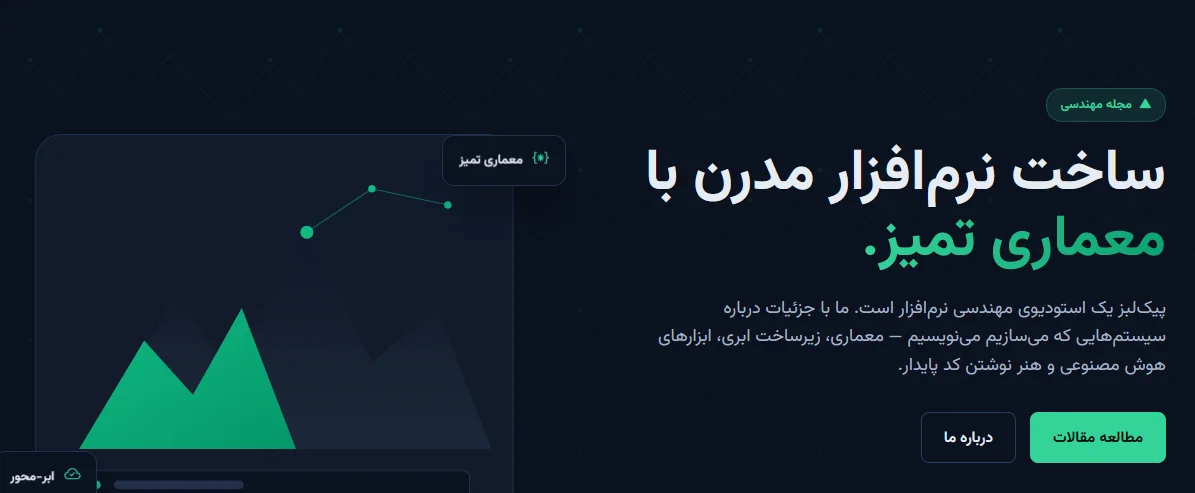 مجله مهندسی
ساخت نرم‌افزار مدرن با
معماری تمیز.
پیک‌لبز یک استودیوی مهندسی نرم‌افزار است. ما با جزئیات درباره
سیستم‌هایی که می‌سازیم می‌نویسیم — معماری، زیرساخت ابری، ابزارهای
هوش مصنوعی و هنر نوشتن کد پایدار.
مطالعه مقالات
درباره ما
{*} معماری تمیز
ابر-محور